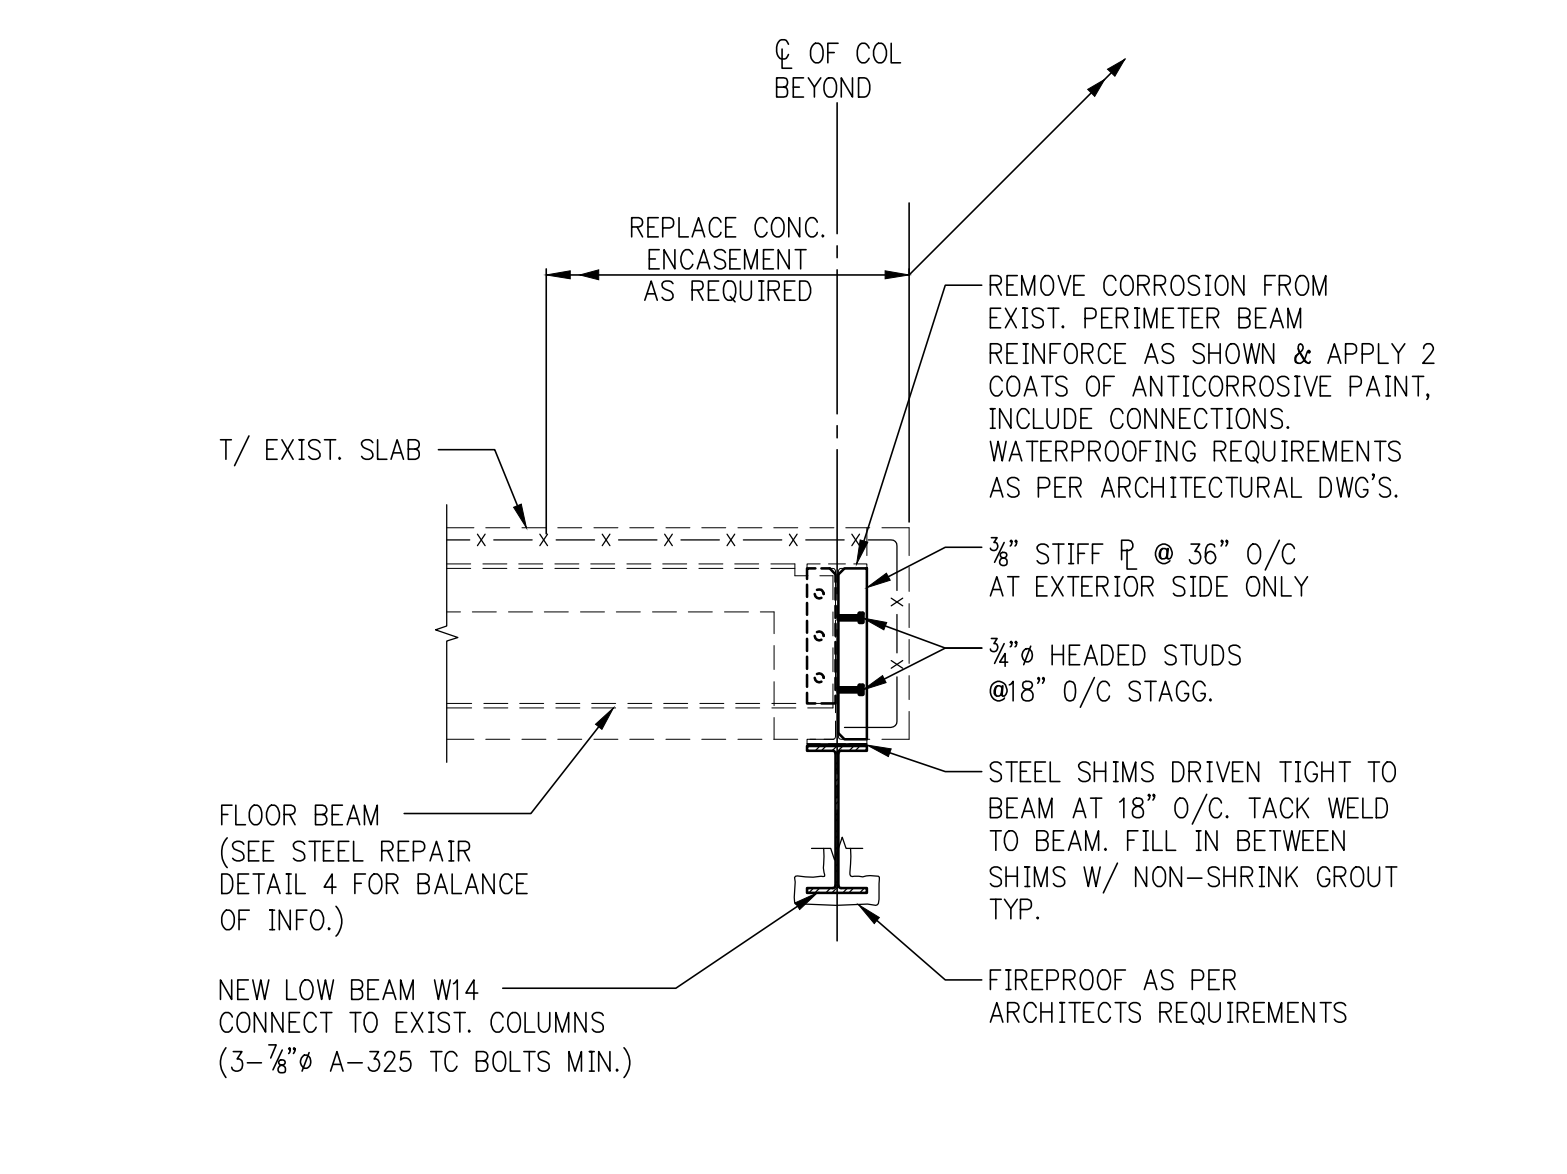 ℄ OF COL
BEYOND
REPLACE CONC.
ENCASEMENT
AS REQUIRED
REMOVE CORROSION FROM
EXIST. PERIMETER BEAM
REINFORCE AS SHOWN & APPLY 2
COATS OF ANTICORROSIVE PAINT,
INCLUDE CONNECTIONS.
WATERPROOFING REQUIREMENTS
AS PER ARCHITECTURAL DWG'S.
T/ EXIST. SLAB
X X X X X X X
X
X
3/8" STIFF PL @ 36" O/C
AT EXTERIOR SIDE ONLY
3/4"ø HEADED STUDS
@18" O/C STAGG.
STEEL SHIMS DRIVEN TIGHT TO
BEAM AT 18" O/C. TACK WELD
TO BEAM. FILL IN BETWEEN
SHIMS W/ NON-SHRINK GROUT
TYP.
FLOOR BEAM
(SEE STEEL REPAIR
DETAIL 4 FOR BALANCE
OF INFO.)
NEW LOW BEAM W14
CONNECT TO EXIST. COLUMNS
(3-7/8"ø A-325 TC BOLTS MIN.)
FIREPROOF AS PER
ARCHITECTS REQUIREMENTS